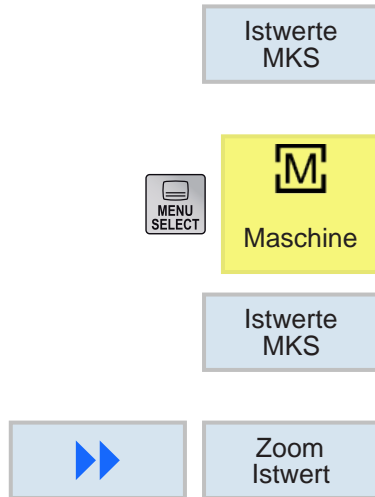 Istwerte
MKS
M
MENU
SELECT
Maschine
Istwerte
MKS
Zoom
Istwert